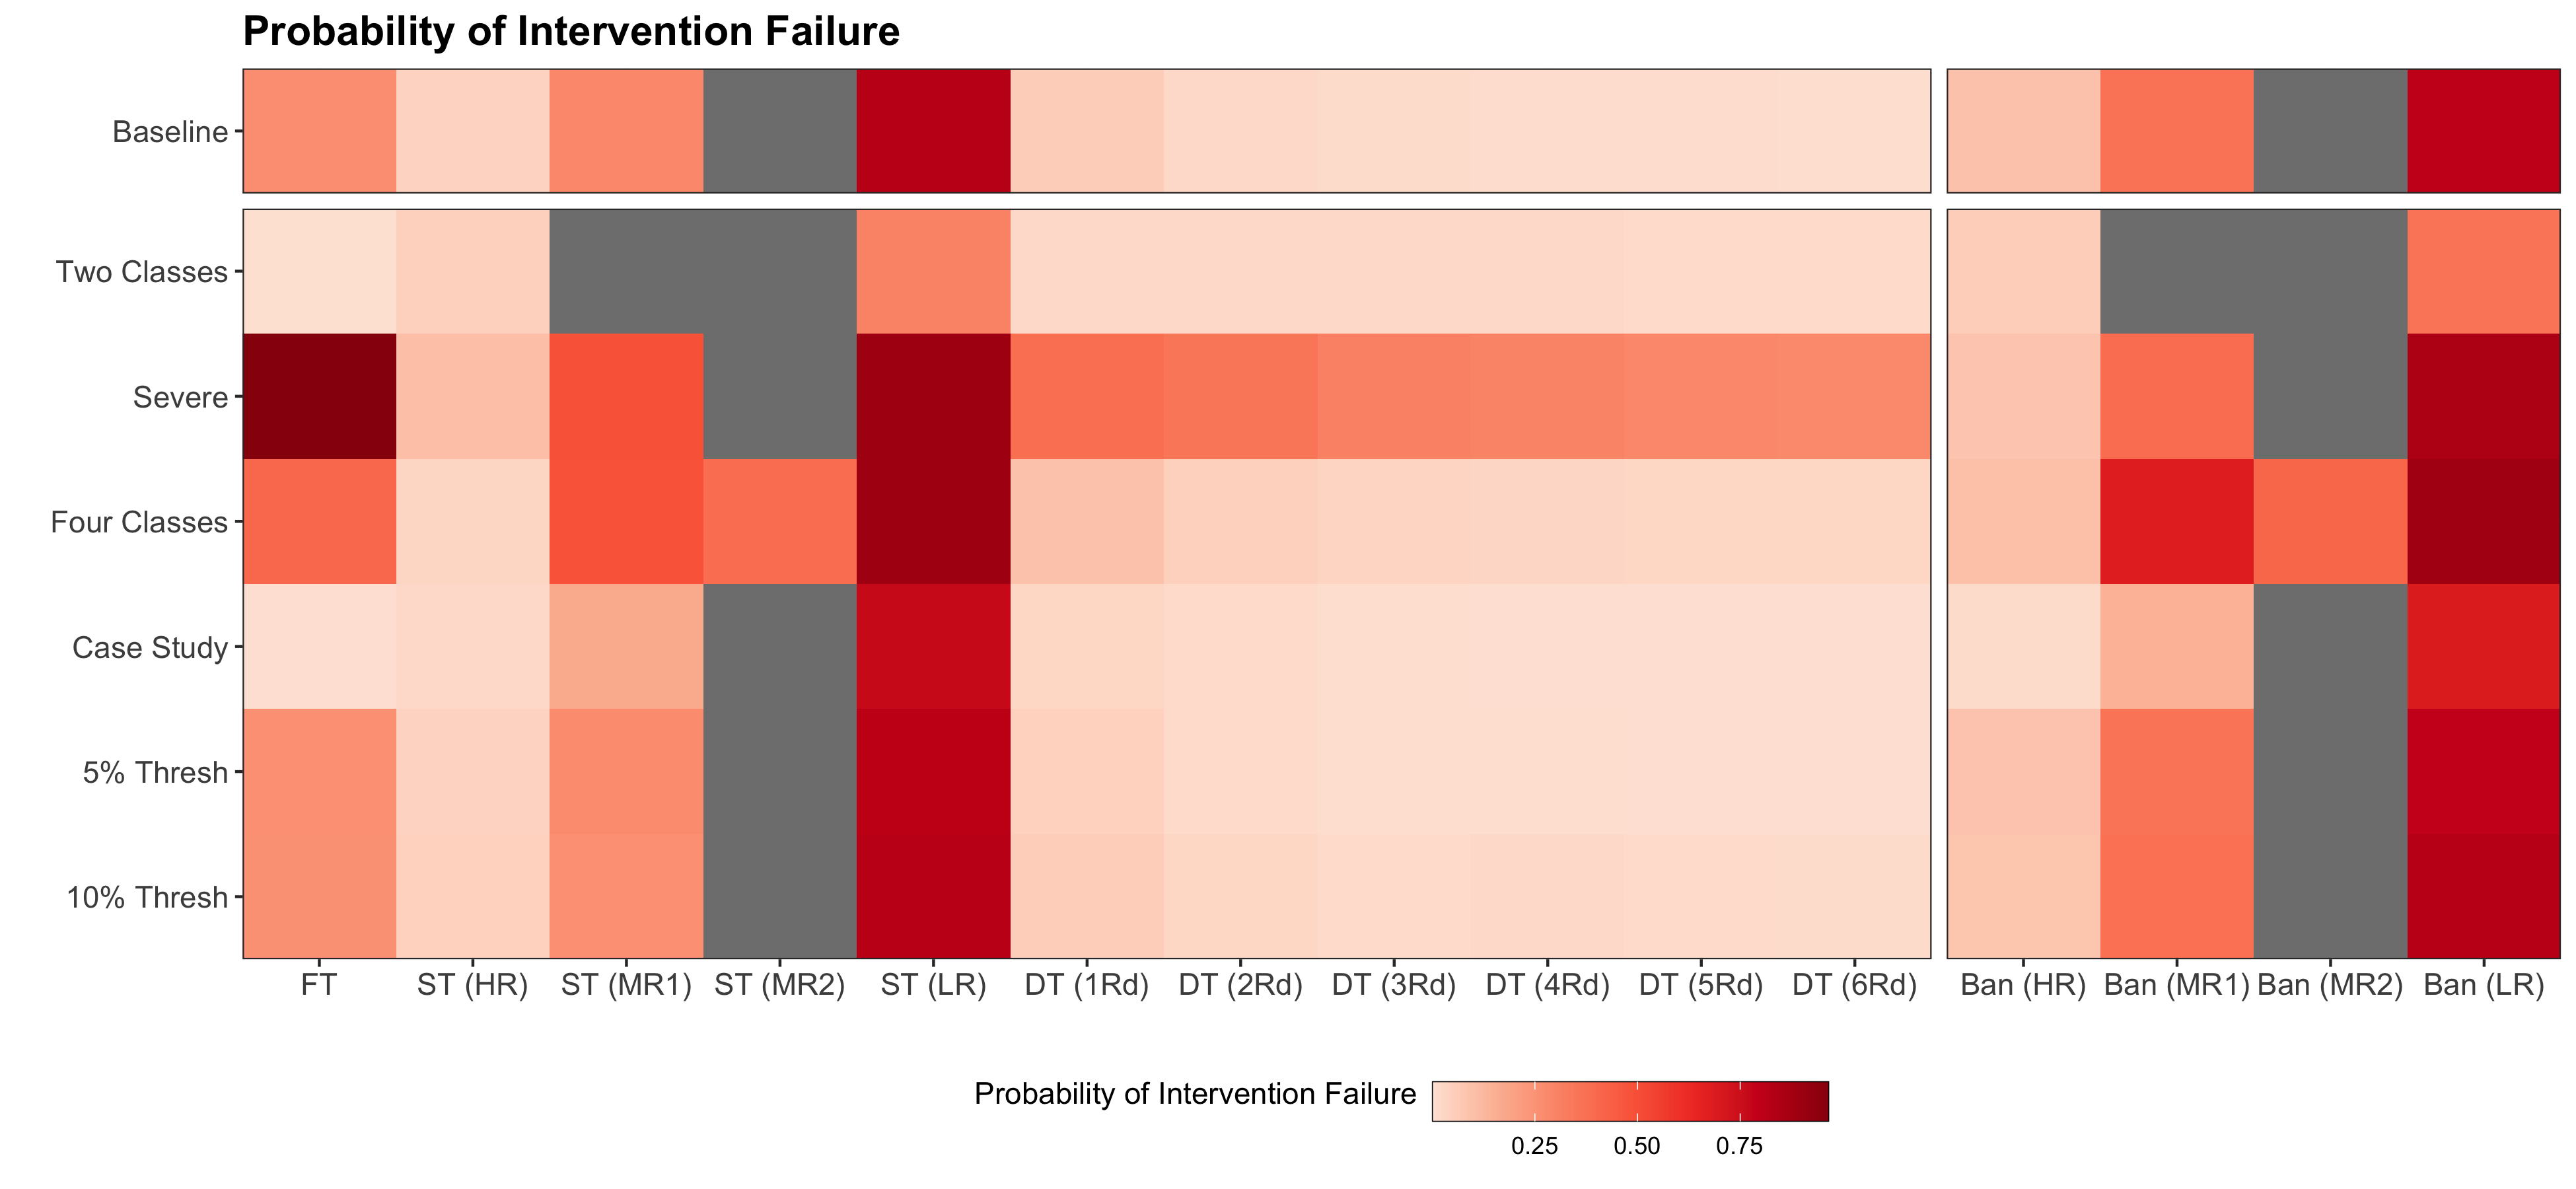 Probability of Intervention Failure
Baseline
Two Classes
Severe
Four Classes
Case Study
5% Thresh
10% Thresh
FT ST (HR) ST (MR1) ST (MR2) ST (LR) DT (1Rd) DT (2Rd) DT (3Rd) DT (4Rd) DT (5Rd) DT (6Rd) Ban (HR) Ban (MR1) Ban (MR2) Ban (LR)
Probability of Intervention Failure
0.25 0.50 0.75